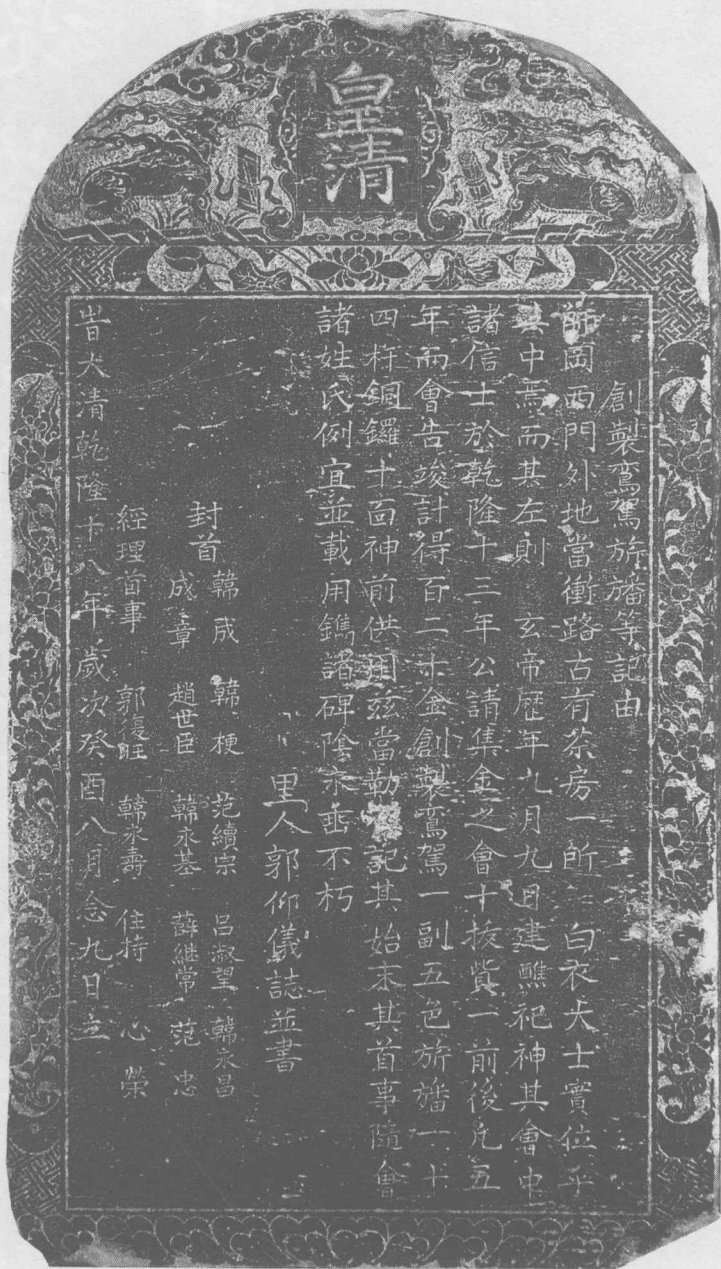 皇清
創製鸞駕旂旛等記由
岡西門外地當衝路古有茶房一所 白衣大士實位乎
其中焉而其左則 玄帝歷年九月九日建醮祀神其會中
諸信士於乾隆十三年公請集金之會十拔貲一前後凡五
年而會告竣計得百二十金創製鸞駕一副五色旂旛一十
四杆銅鑼十面神前供用玆當勒記其始末其首事隨會
諸姓氏例宜並載用鐫諸碑陰永垂不朽
里人郭仰儀誌並書
封首 韓成 韓梗 范續宗 呂淑望 韓永昌
成章 趙世臣 韓永基 薛繼常 范忠
經理首事 郭復旺 韓永壽 住持 心榮
旹大清乾隆十八年歲次癸酉八月念九日立